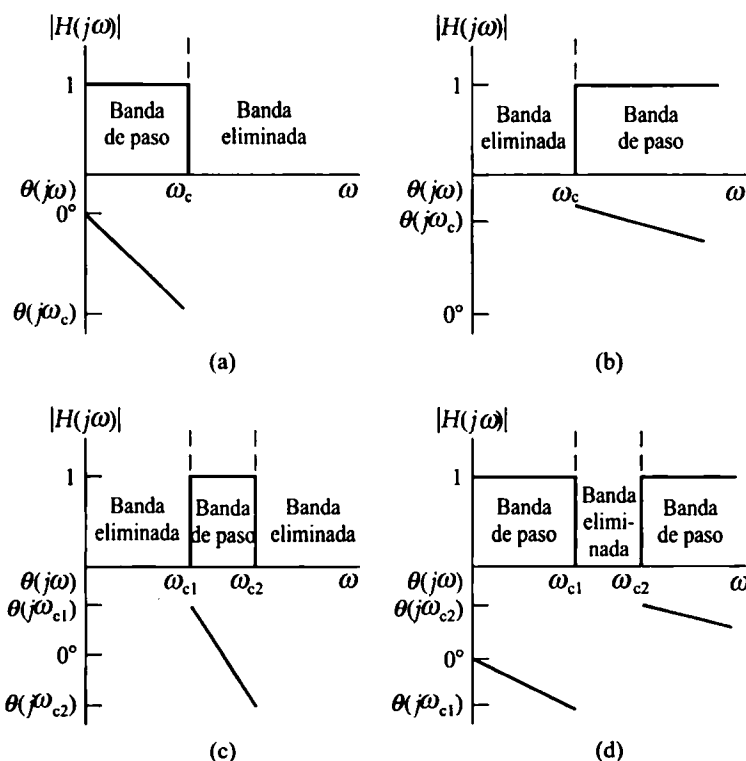 |H(jω)|
1
Banda
de paso
Banda
eliminada
θ(jω)
ω_c
ω
0°
θ(jω_c)
(a)
|H(jω)|
1
Banda
eliminada
Banda
de paso
θ(jω)
ω_c
ω
θ(jω_c)
0°
(b)
|H(jω)|
1
Banda
eliminada
Banda
de paso
Banda
eliminada
θ(jω)
ω_c1
ω_c2
ω
θ(jω_c1)
0°
θ(jω_c2)
(c)
|H(jω)|
1
Banda
de paso
Banda
elimi-
nada
Banda
de paso
θ(jω)
ω_c1
ω_c2
ω
θ(jω_c2)
0°
θ(jω_c1)
(d)